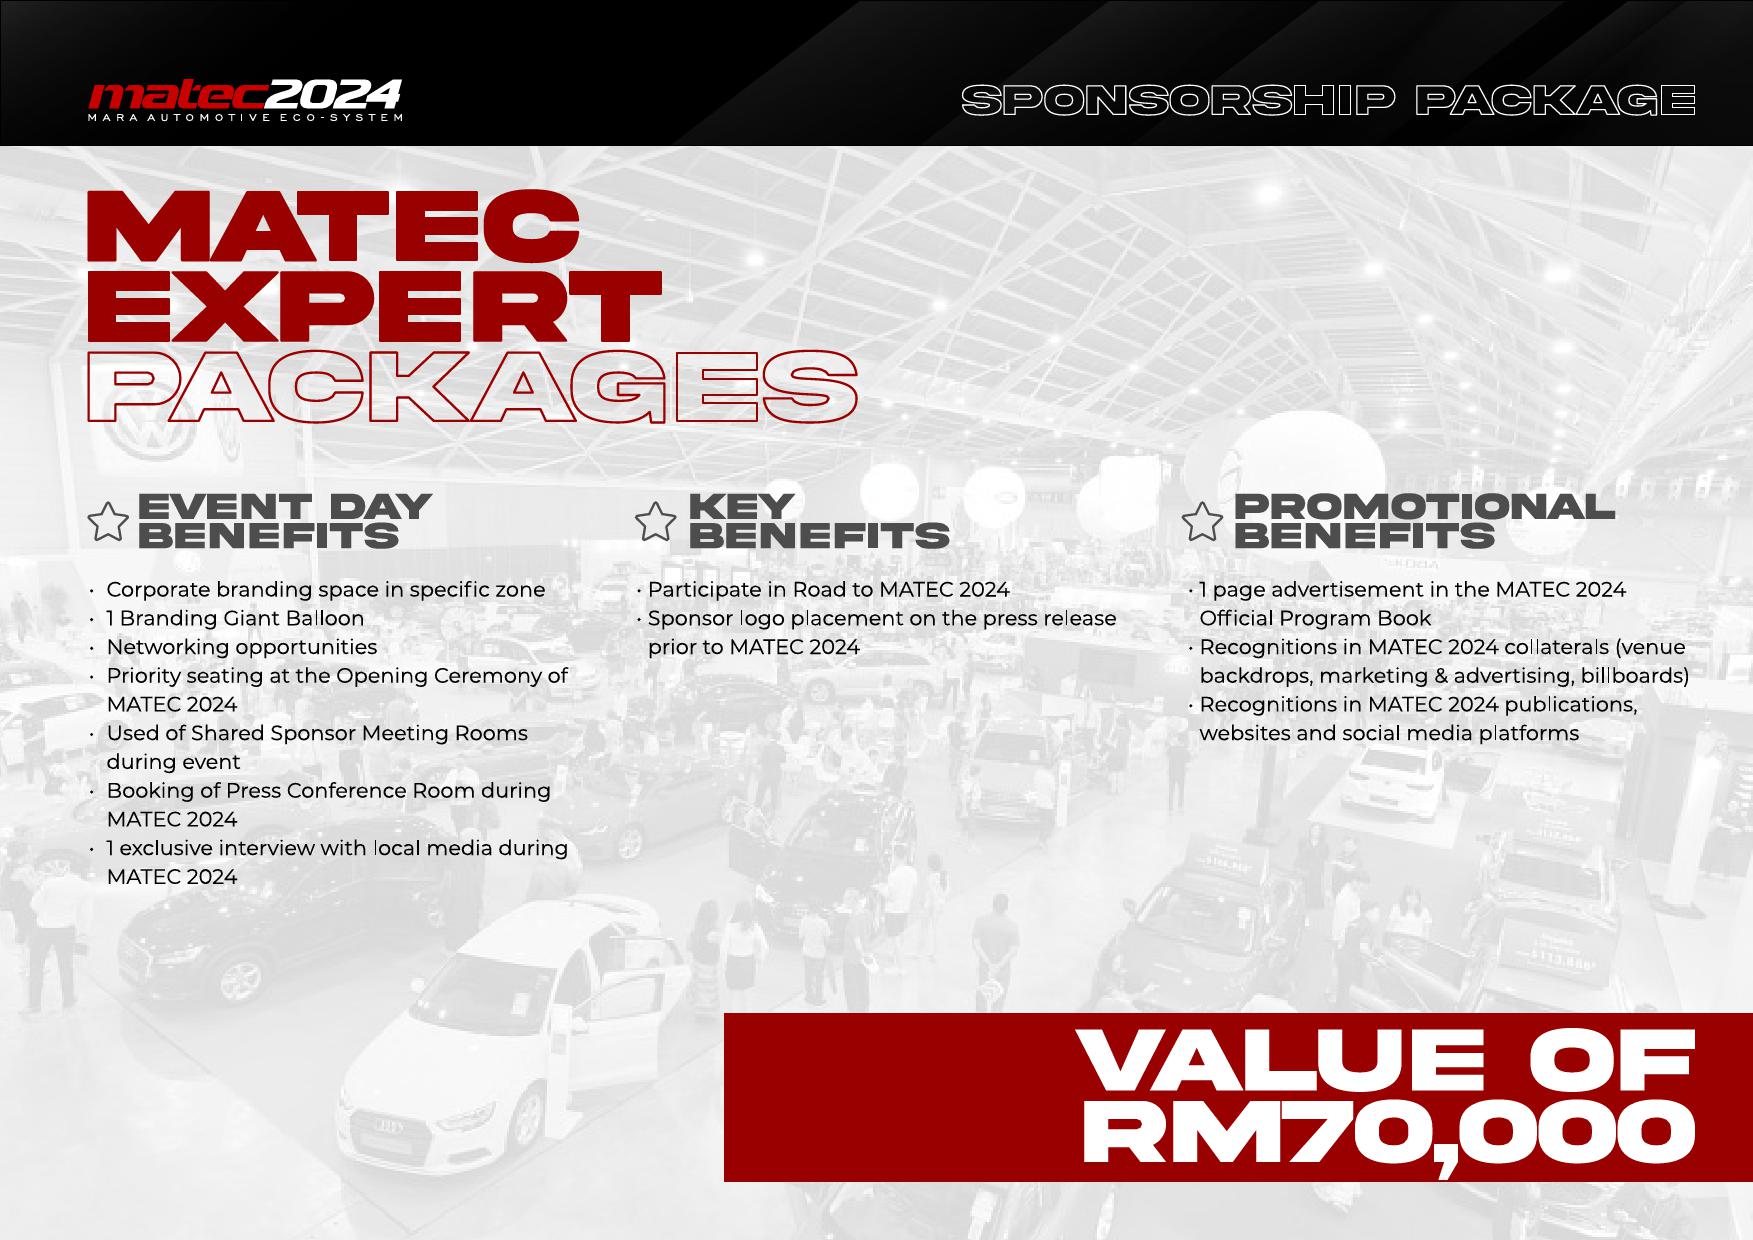 matec2024
MARA AUTOMOTIVE ECO-SYSTEM
SPONSORSHIP PACKAGE
MATEC
EXPERT
PACKAGES
EVENT DAY
BENEFITS
• Corporate branding space in specific zone
• 1 Branding Giant Balloon
• Networking opportunities
• Priority seating at the Opening Ceremony of
MATEC 2024
• Used of Shared Sponsor Meeting Rooms
during event
• Booking of Press Conference Room during
MATEC 2024
• 1 exclusive interview with local media during
MATEC 2024
KEY
BENEFITS
• Participate in Road to MATEC 2024
• Sponsor logo placement on the press release
prior to MATEC 2024
PROMOTIONAL
BENEFITS
• 1 page advertisement in the MATEC 2024
Official Program Book
• Recognitions in MATEC 2024 collaterals (venue
backdrops, marketing & advertising, billboards)
• Recognitions in MATEC 2024 publications,
websites and social media platforms
SKODA
VALUE OF
RM70,000